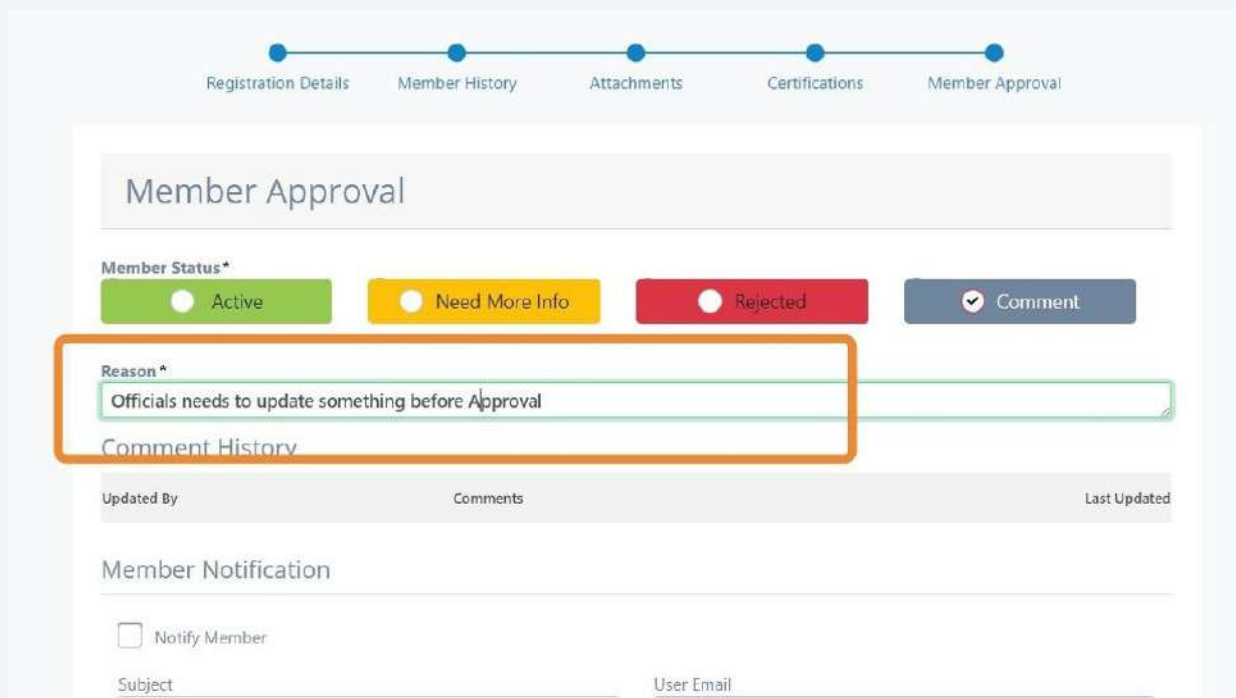 Registration Details Member History Attachments Certifications Member Approval
Member Approval
Member Status*
Active Need More Info Rejected Comment
Reason*
Officials needs to update something before Approval
Comment History
Updated By Comments Last Updated
Member Notification
Notify Member
Subject User Email